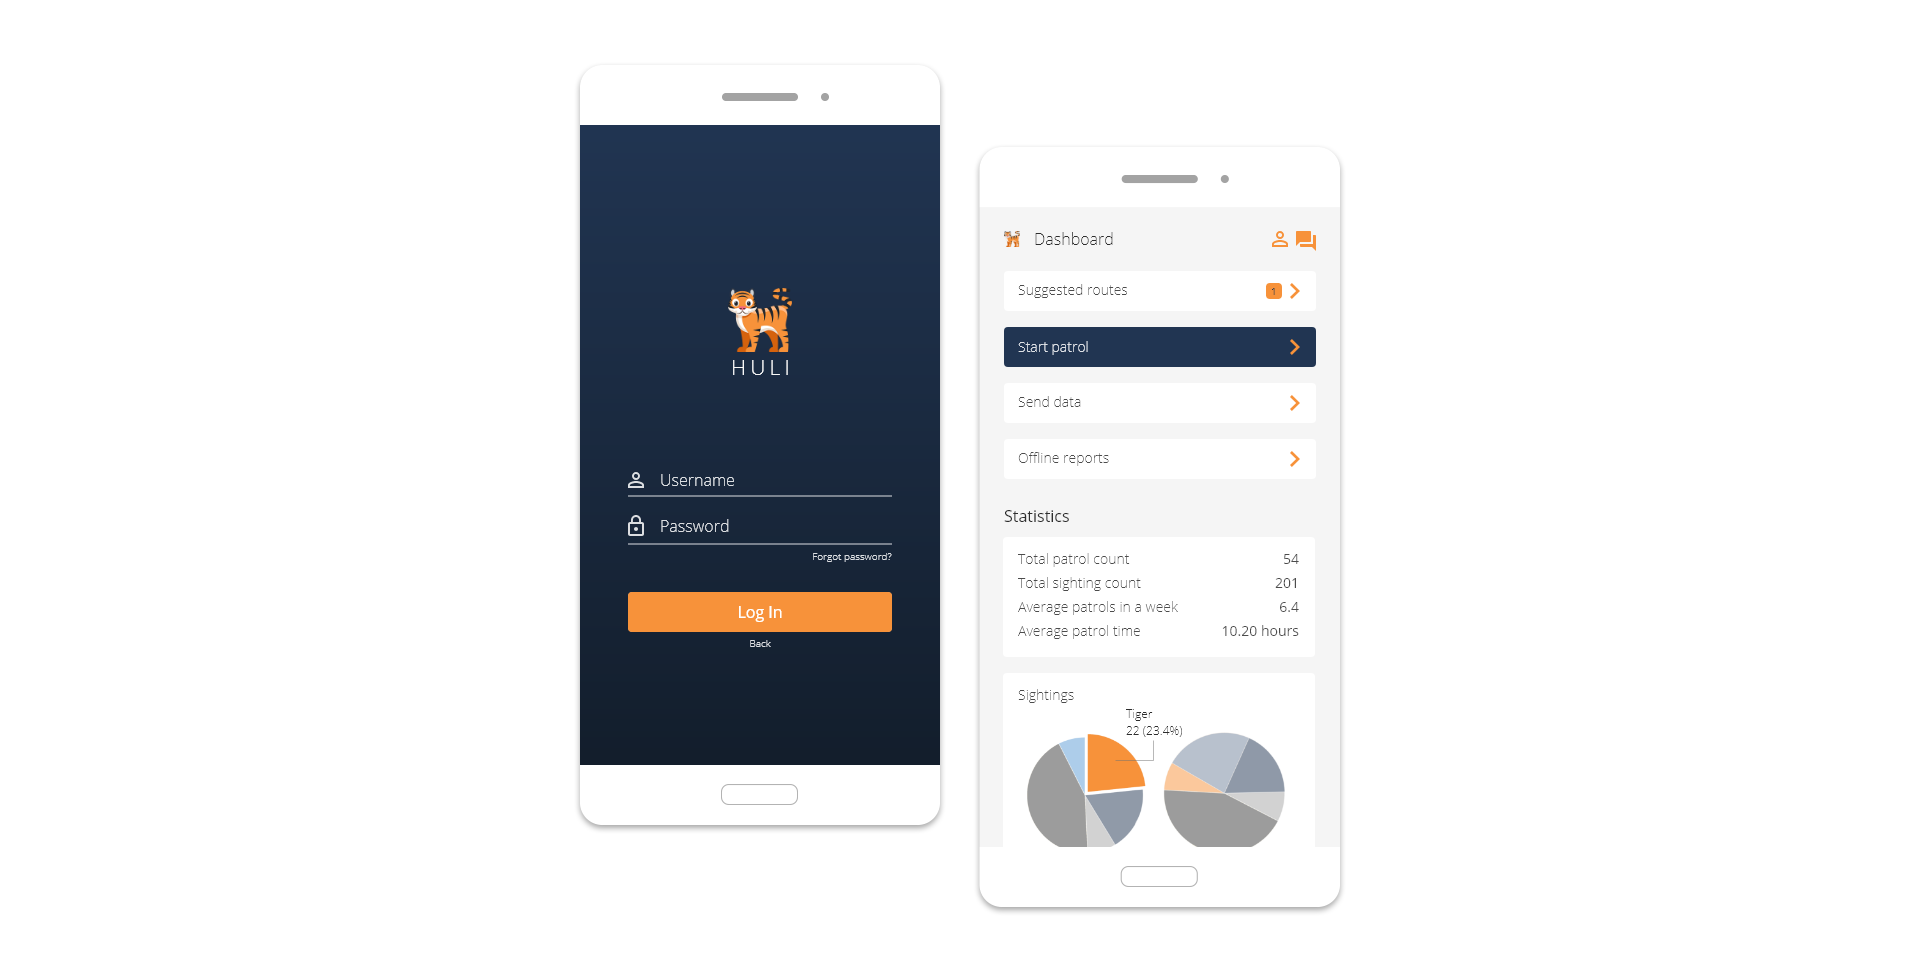 HULI
Username
Password
Forgot password?
Log In
Back
Dashboard
Suggested routes 1
Start patrol
Send data
Offline reports
Statistics
Total patrol count 54
Total sighting count 201
Average patrols in a week 6.4
Average patrol time 10.20 hours
Sightings
Tiger
22 (23.4%)